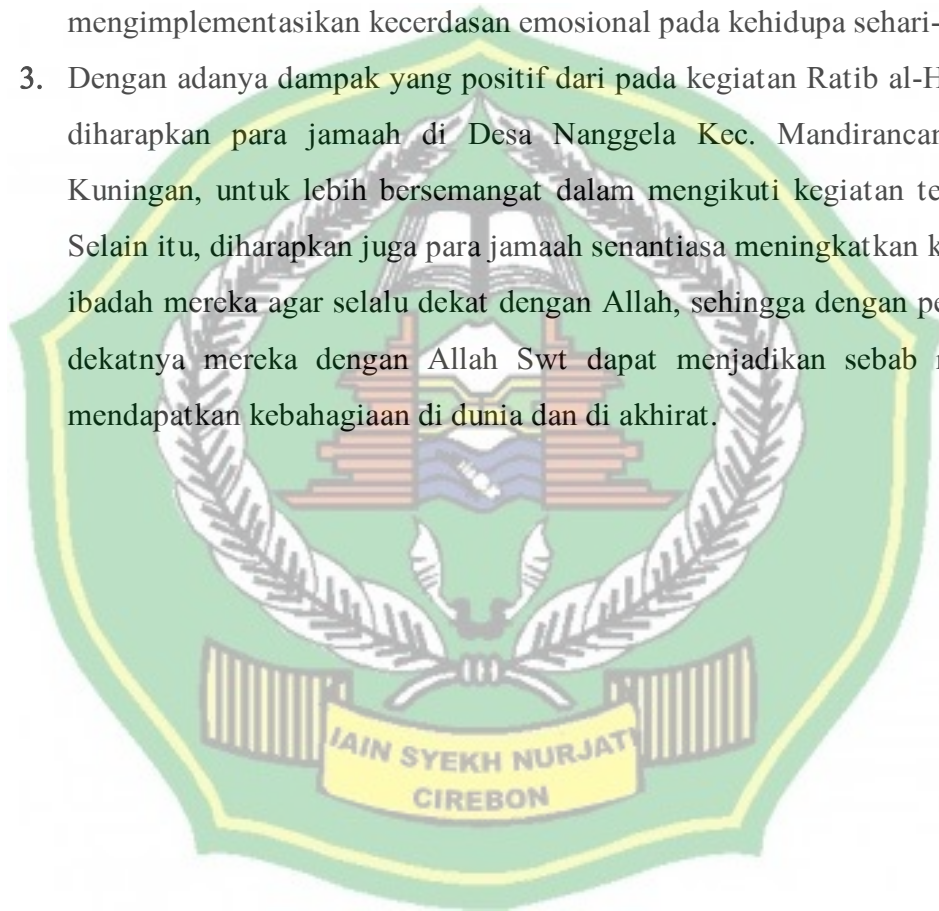 mengimplementasikan kecerdasan emosional pada kehidupa sehari-
3. Dengan adanya dampak yang positif dari pada kegiatan Ratib al-H
diharapkan para jamaah di Desa Nanggela Kec. Mandirancan
Kuningan, untuk lebih bersemangat dalam mengikuti kegiatan te
Selain itu, diharapkan juga para jamaah senantiasa meningkatkan k
ibadah mereka agar selalu dekat dengan Allah, sehingga dengan pe
dekatnya mereka dengan Allah Swt dapat menjadikan sebab
mendapatkan kebahagiaan di dunia dan di akhirat.
IAIN SYEKH NURJATI
CIREBON